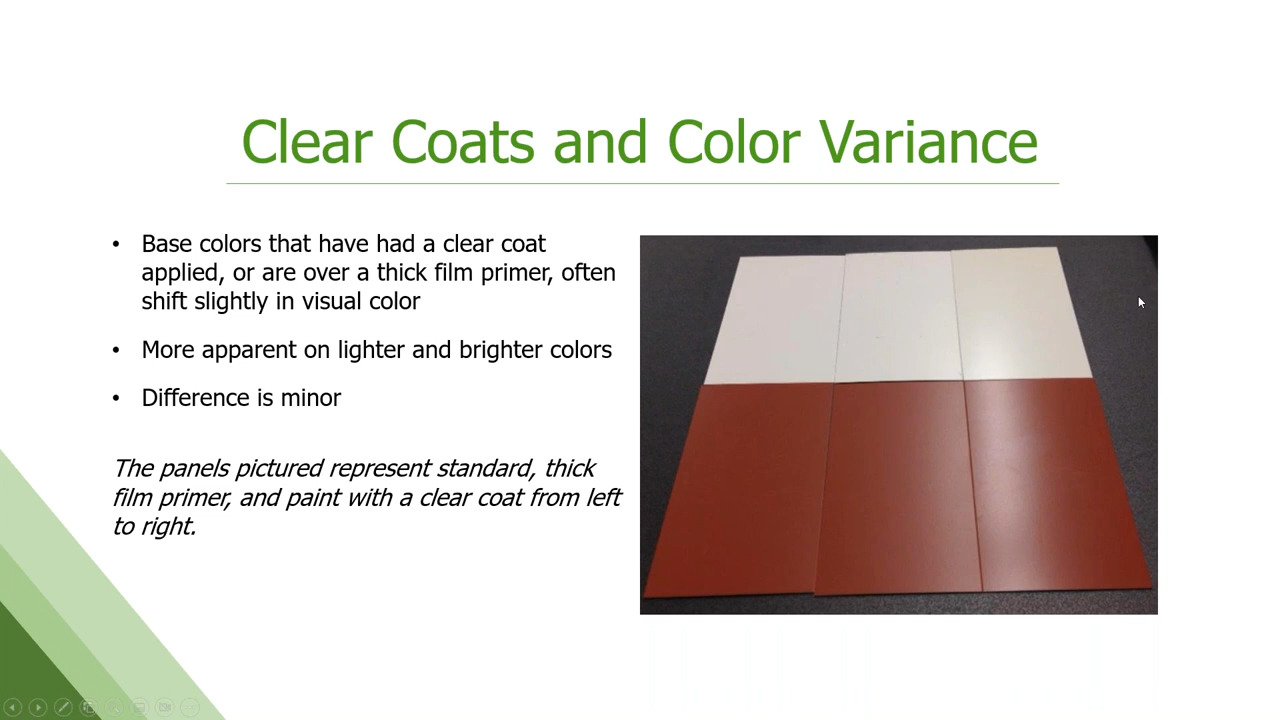 Clear Coats and Color Variance
• Base colors that have had a clear coat
applied, or are over a thick film primer, often
shift slightly in visual color
• More apparent on lighter and brighter colors
• Difference is minor
The panels pictured represent standard, thick
film primer, and paint with a clear coat from left
to right.